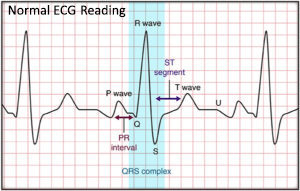 Normal ECG Reading
R wave
ST
segment
P wave
T wave
U
Q
PR
interval
S
QRS complex